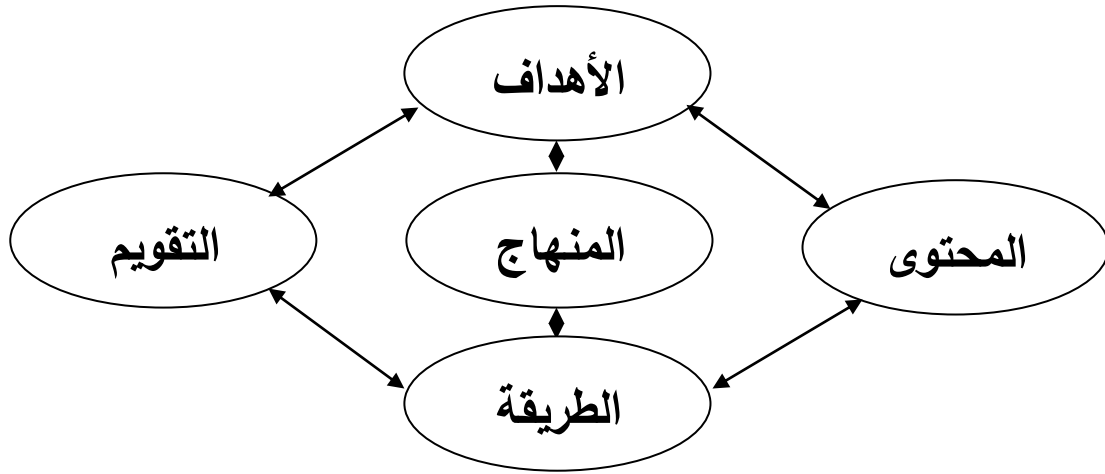 الأهداف
المحتوى
المنهاج
التقويم
الطريقة